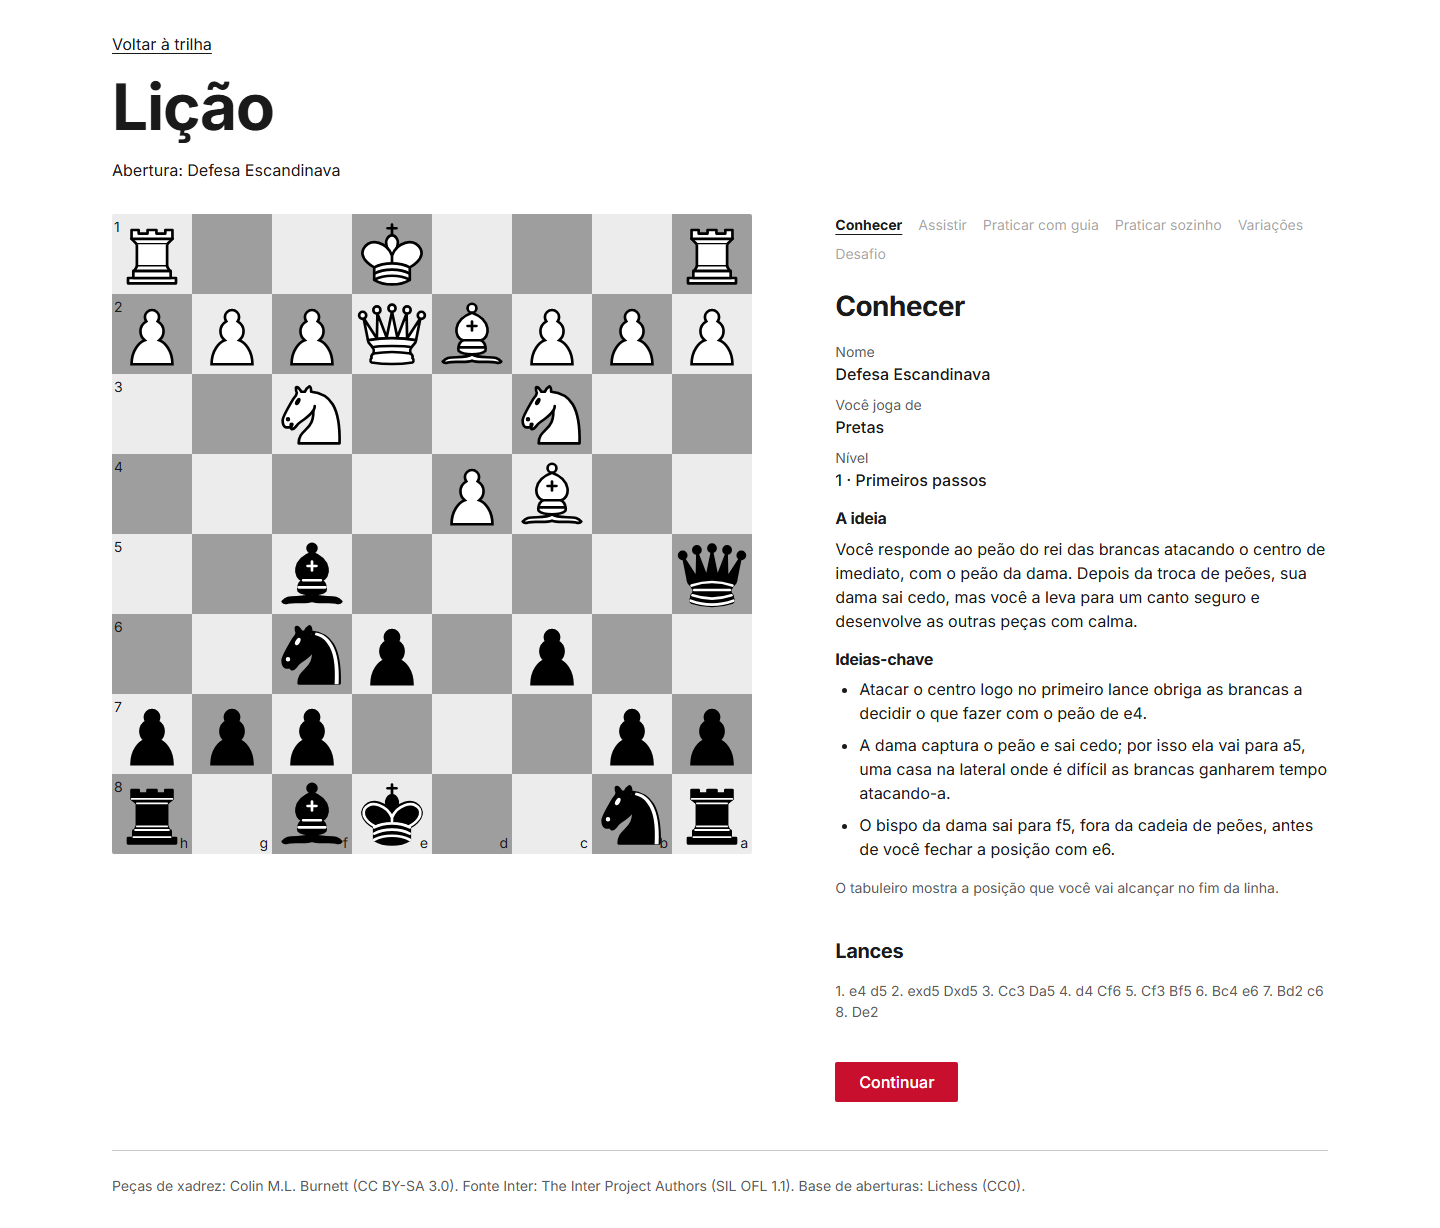 Voltar à trilha
Lição
Abertura: Defesa Escandinava
1
2
3
4
5
6
7
8
h g f e d c b a
Conhecer Assistir Praticar com guia Praticar sozinho Variações
Desafio
Conhecer
Nome
Defesa Escandinava
Você joga de
Pretas
Nível
1 · Primeiros passos
A ideia
Você responde ao peão do rei das brancas atacando o centro de
imediato, com o peão da dama. Depois da troca de peões, sua
dama sai cedo, mas você a leva para um canto seguro e
desenvolve as outras peças com calma.
Ideias-chave
• Atacar o centro logo no primeiro lance obriga as brancas a
decidir o que fazer com o peão de e4.
• A dama captura o peão e sai cedo; por isso ela vai para a5,
uma casa na lateral onde é difícil as brancas ganharem tempo
atacando-a.
• O bispo da dama sai para f5, fora da cadeia de peões, antes
de você fechar a posição com e6.
O tabuleiro mostra a posição que você vai alcançar no fim da linha.
Lances
1. e4 d5 2. exd5 Dxd5 3. Cc3 Da5 4. d4 Cf6 5. Cf3 Bf5 6. Bc4 e6 7. Bd2 c6
8. De2
Continuar
Peças de xadrez: Colin M.L. Burnett (CC BY-SA 3.0). Fonte Inter: The Inter Project Authors (SIL OFL 1.1). Base de aberturas: Lichess (CC0).